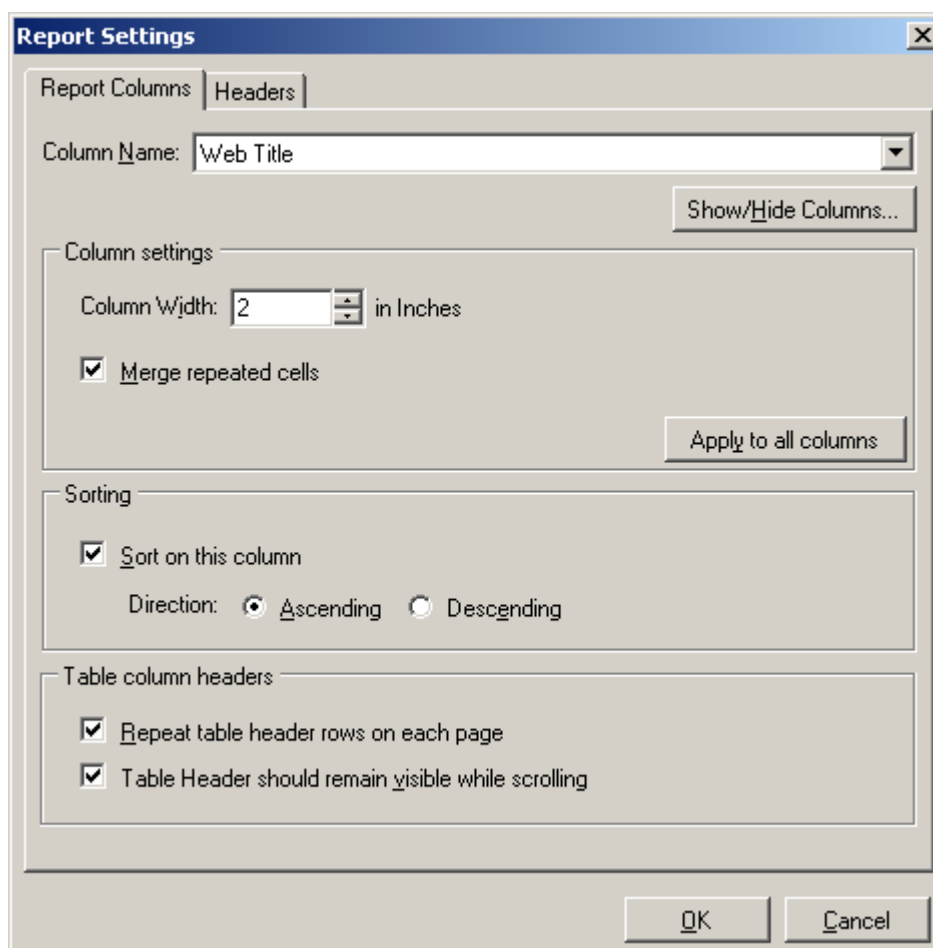 Report Settings
Report Columns Headers
Column Name: Web Title
Show/Hide Columns...
Column settings
Column Width: 2 in Inches
Merge repeated cells
Apply to all columns
Sorting
Sort on this column
Direction: Ascending Descending
Table column headers
Repeat table header rows on each page
Table Header should remain visible while scrolling
OK Cancel